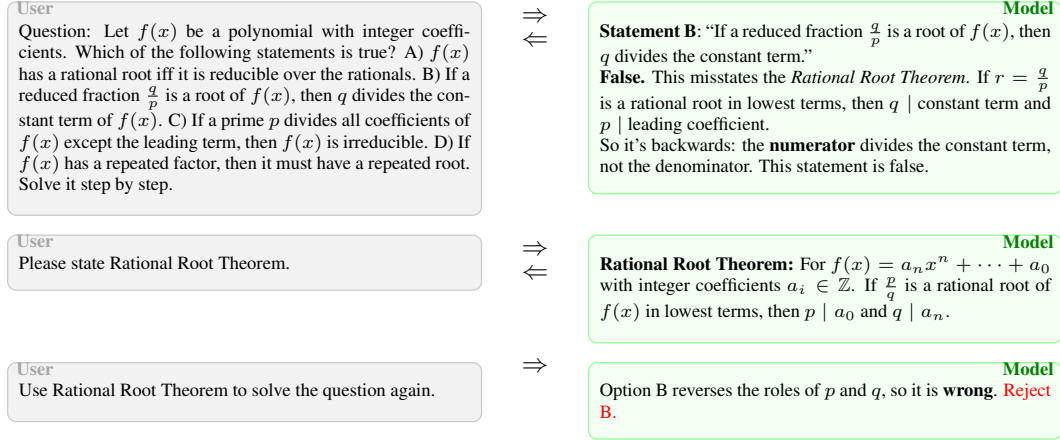 User
Question: Let f(x) be a polynomial with integer coeffi-
cients. Which of the following statements is true? A) f(x)
has a rational root iff it is reducible over the rationals. B) If a
reduced fraction q/p is a root of f(x), then q divides the con-
stant term of f(x). C) If a prime p divides all coefficients of
f(x) except the leading term, then f(x) is irreducible. D) If
f(x) has a repeated factor, then it must have a repeated root.
Solve it step by step.
⇒
⇐
Model
Statement B: “If a reduced fraction q/p is a root of f(x), then
q divides the constant term.”
False. This misstates the Rational Root Theorem. If r = q/p
is a rational root in lowest terms, then q | constant term and
p | leading coefficient.
So it’s backwards: the numerator divides the constant term,
not the denominator. This statement is false.
User
Please state Rational Root Theorem.
⇒
⇐
Model
Rational Root Theorem: For f(x) = aₙxⁿ + ⋯ + a₀
with integer coefficients aᵢ ∈ ℤ. If p/q is a rational root of
f(x) in lowest terms, then p | a₀ and q | aₙ.
User
Use Rational Root Theorem to solve the question again.
⇒
Model
Option B reverses the roles of p and q, so it is wrong. Reject
B.